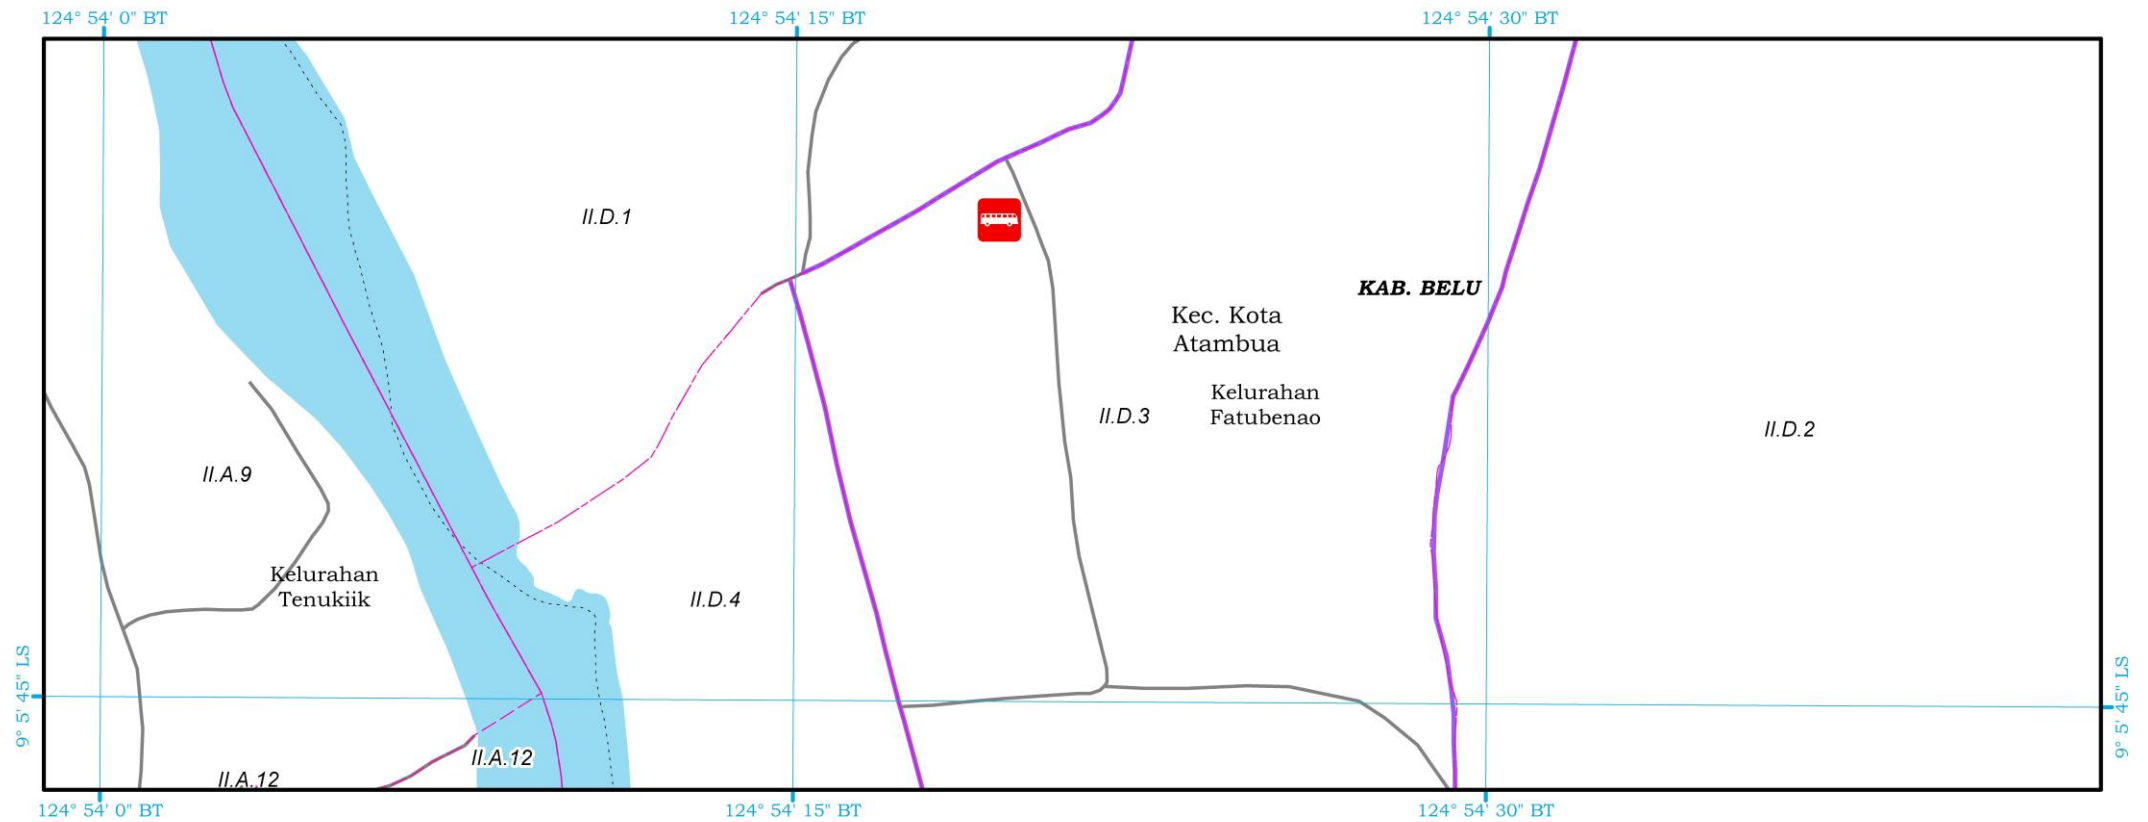 124° 54' 0" BT
124° 54' 15" BT
124° 54' 30" BT
II.D.1
KAB. BELU
Kec. Kota
Atambua
Kelurahan
Fatubenao
II.D.3
II.D.2
II.A.9
Kelurahan
Tenukiik
II.D.4
9° 5' 45" LS
9° 5' 45" LS
II.A.12
II.A.12
124° 54' 0" BT
124° 54' 15" BT
124° 54' 30" BT